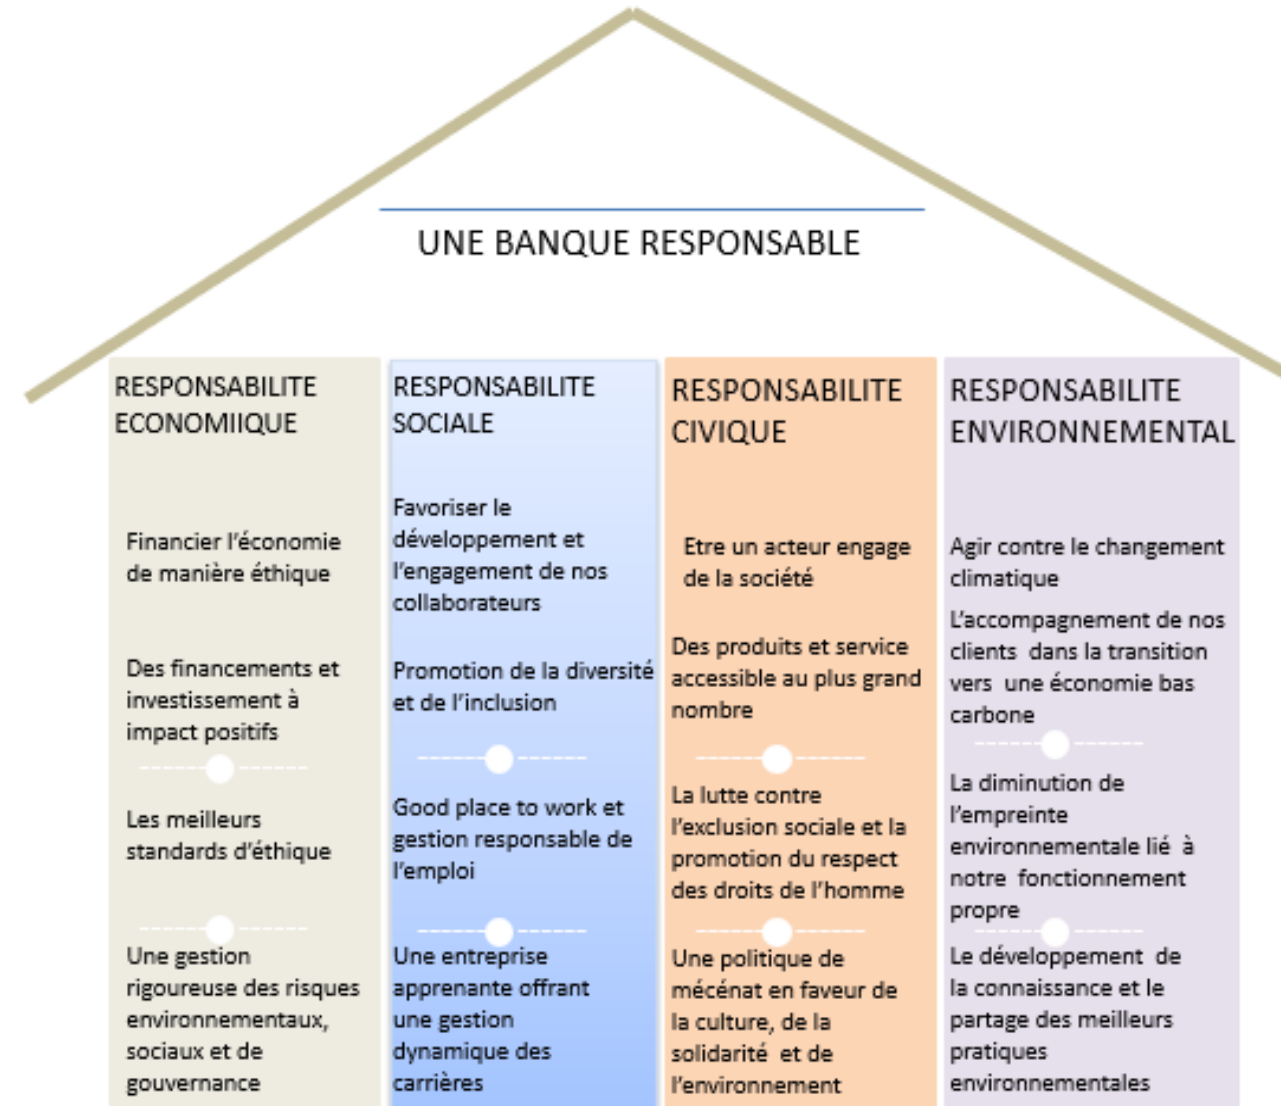 UNE BANQUE RESPONSABLE
RESPONSABILITE
ECONOMIIQUE
Financier l’économie
de manière éthique
Des financements et
investissement à
impact positifs
Les meilleurs
standards d’éthique
Une gestion
rigoureuse des risques
environnementaux,
sociaux et de
gouvernance
RESPONSABILITE
SOCIALE
Favoriser le
développement et
l’engagement de nos
collaborateurs
Promotion de la diversité
et de l’inclusion
Good place to work et
gestion responsable de
l’emploi
Une entreprise
apprenante offrant
une gestion
dynamique des
carrières
RESPONSABILITE
CIVIQUE
Etre un acteur engage
de la société
Des produits et service
accessible au plus grand
nombre
La lutte contre
l’exclusion sociale et la
promotion du respect
des droits de l’homme
Une politique de
mécénat en faveur de
la culture, de la
solidarité et de
l’environnement
RESPONSABILITE
ENVIRONNEMENTAL
Agir contre le changement
climatique
L’accompagnement de nos
clients dans la transition
vers une économie bas
carbone
La diminution de
l’empreinte
environnementale lié à
notre fonctionnement
propre
Le développement de
la connaissance et le
partage des meilleurs
pratiques
environnementales